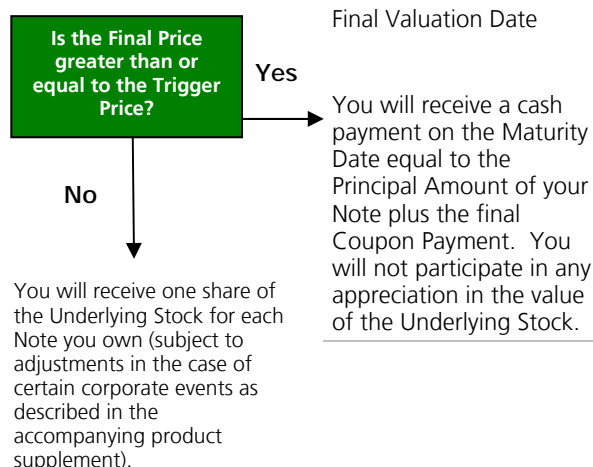 Final Valuation Date
Is the Final Price
greater than or
equal to the Trigger
Price?
Yes
You will receive a cash
payment on the Maturity
Date equal to the
Principal Amount of your
Note plus the final
Coupon Payment.  You
will not participate in any
appreciation in the value
of the Underlying Stock.
No
You will receive one share of
the Underlying Stock for each
Note you own (subject to
adjustments in the case of
certain corporate events as
described in the
accompanying product
supplement).